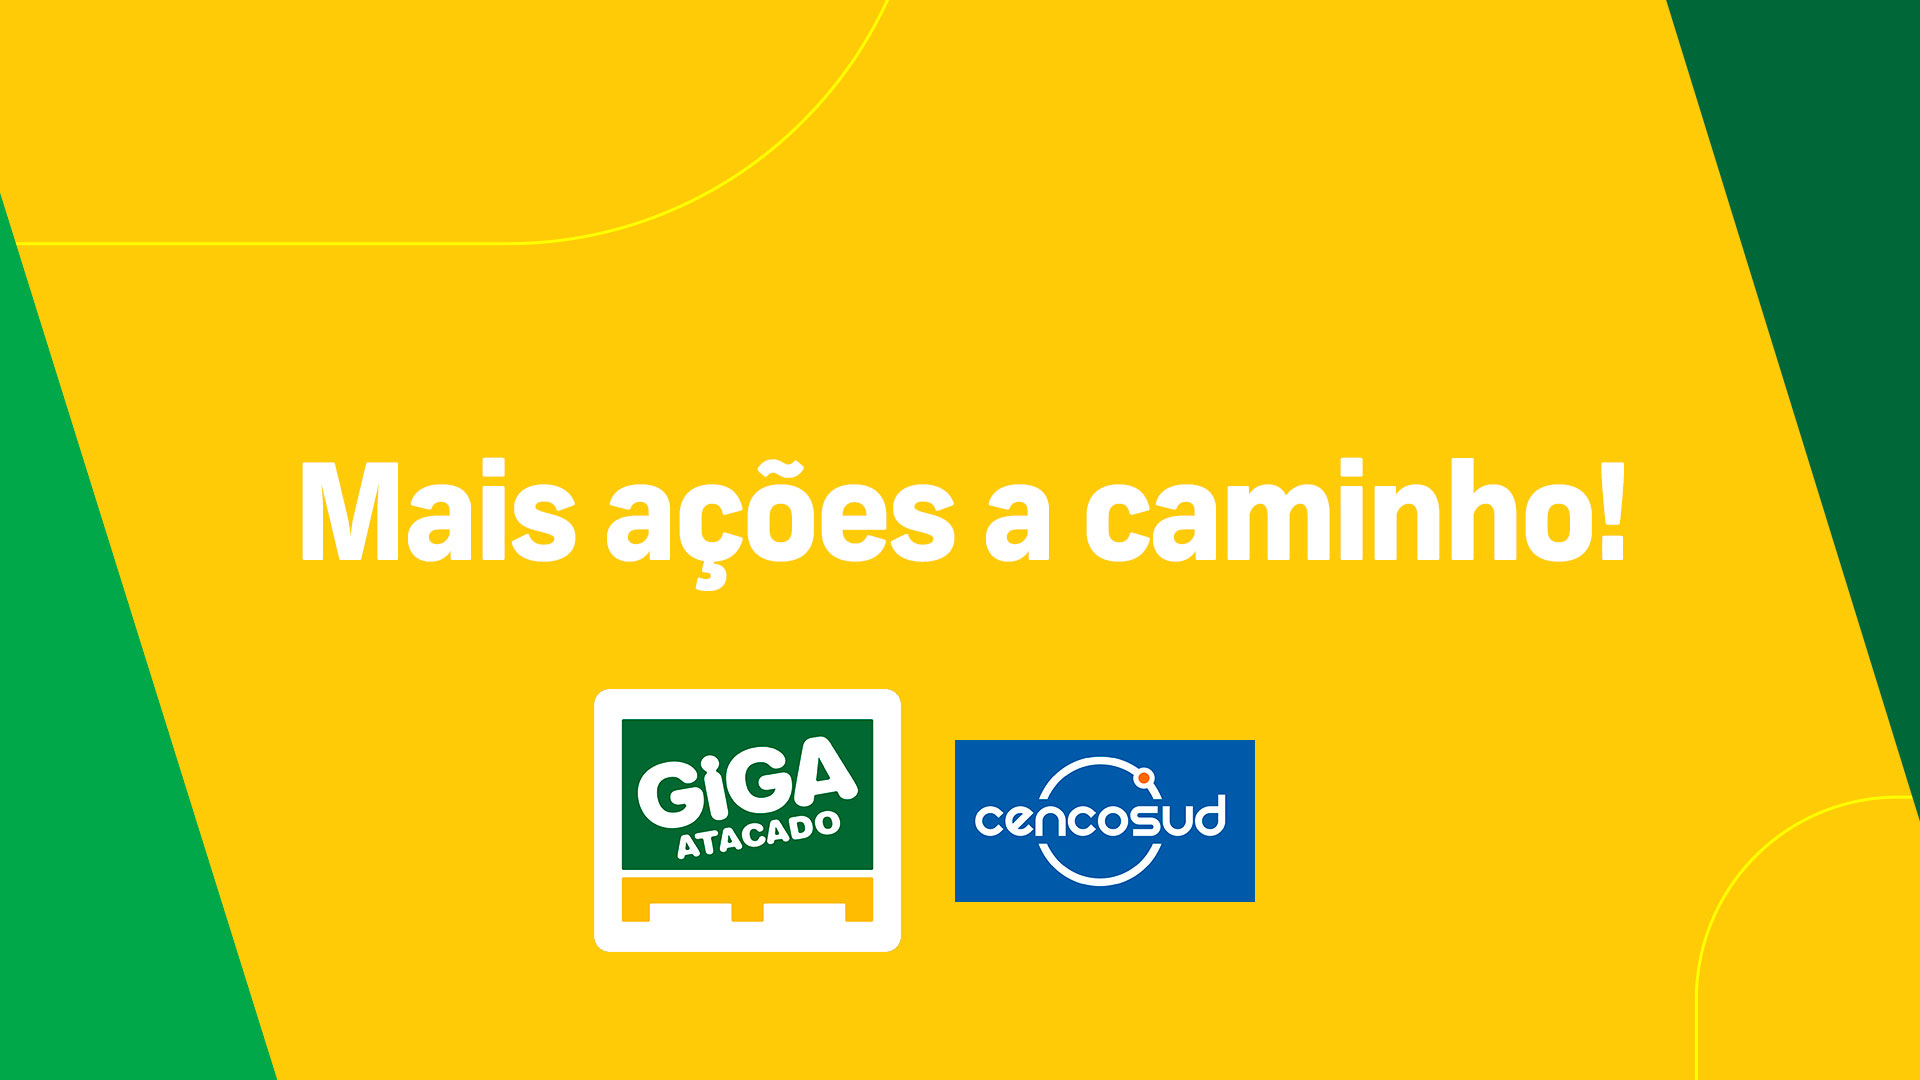 Mais ações a caminho!
GiGA
ATACADO
cencosud